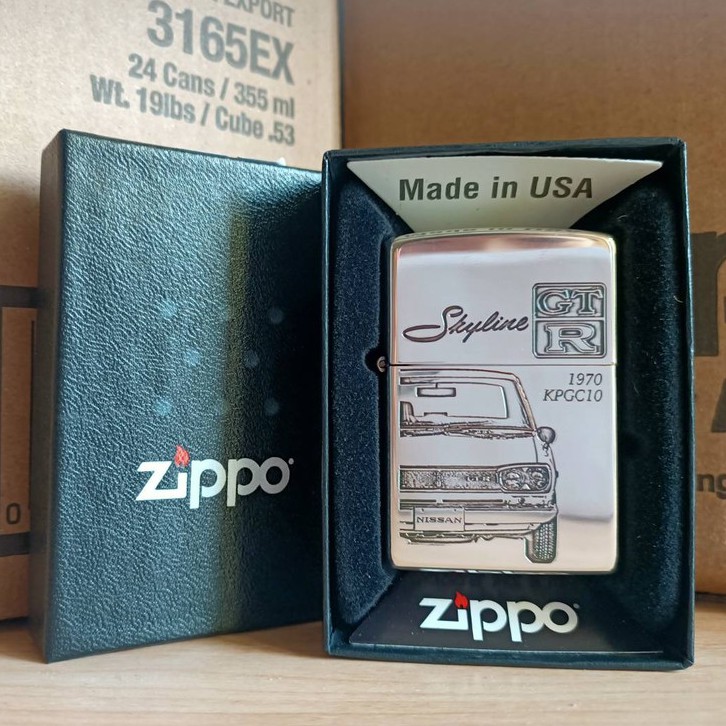 EXPORT
3165EX
24 Cans / 355 ml
Wt. 19lbs / Cube .53
Made in USA
Skyline
GT
R
1970
KPGC10
NISSAN
zippo
zippo